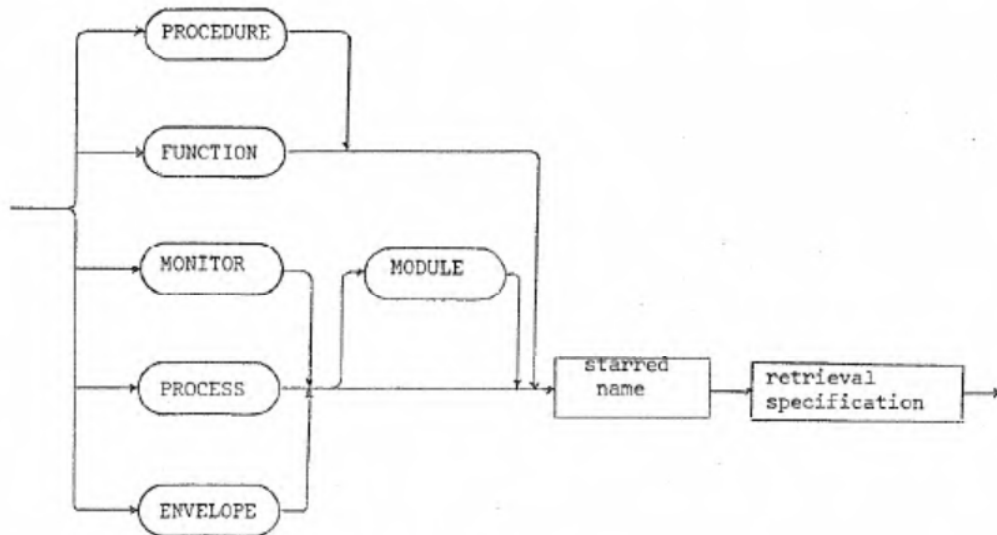 PROCEDURE
FUNCTION
MONITOR
MODULE
PROCESS
starred
name
retrieval
specification
ENVELOPE